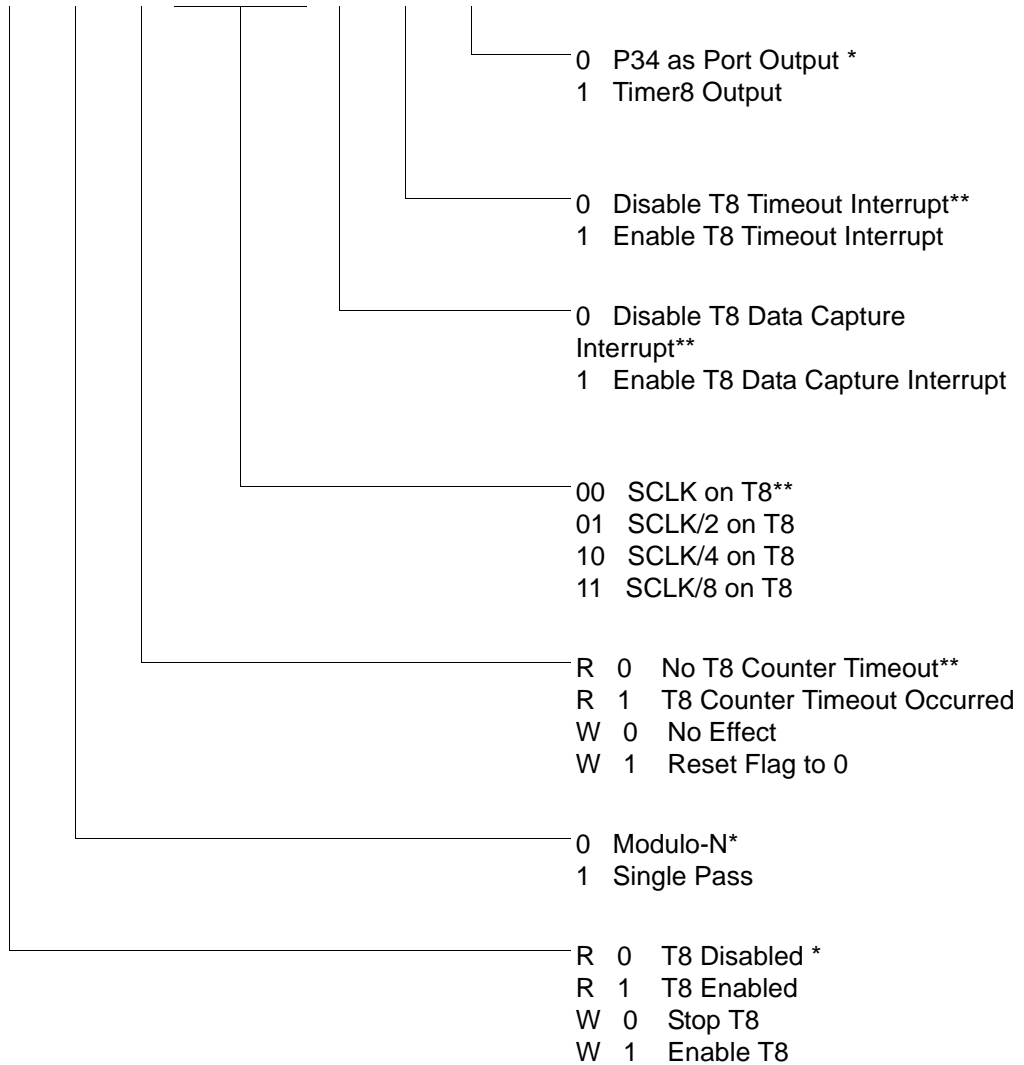 0 P34 as Port Output *
1 Timer8 Output
0 Disable T8 Timeout Interrupt**
1 Enable T8 Timeout Interrupt
0 Disable T8 Data Capture
Interrupt**
1 Enable T8 Data Capture Interrupt
00 SCLK on T8**
01 SCLK/2 on T8
10 SCLK/4 on T8
11 SCLK/8 on T8
R 0 No T8 Counter Timeout**
R 1 T8 Counter Timeout Occurred
W 0 No Effect
W 1 Reset Flag to 0
0 Modulo-N*
1 Single Pass
R 0 T8 Disabled *
R 1 T8 Enabled
W 0 Stop T8
W 1 Enable T8